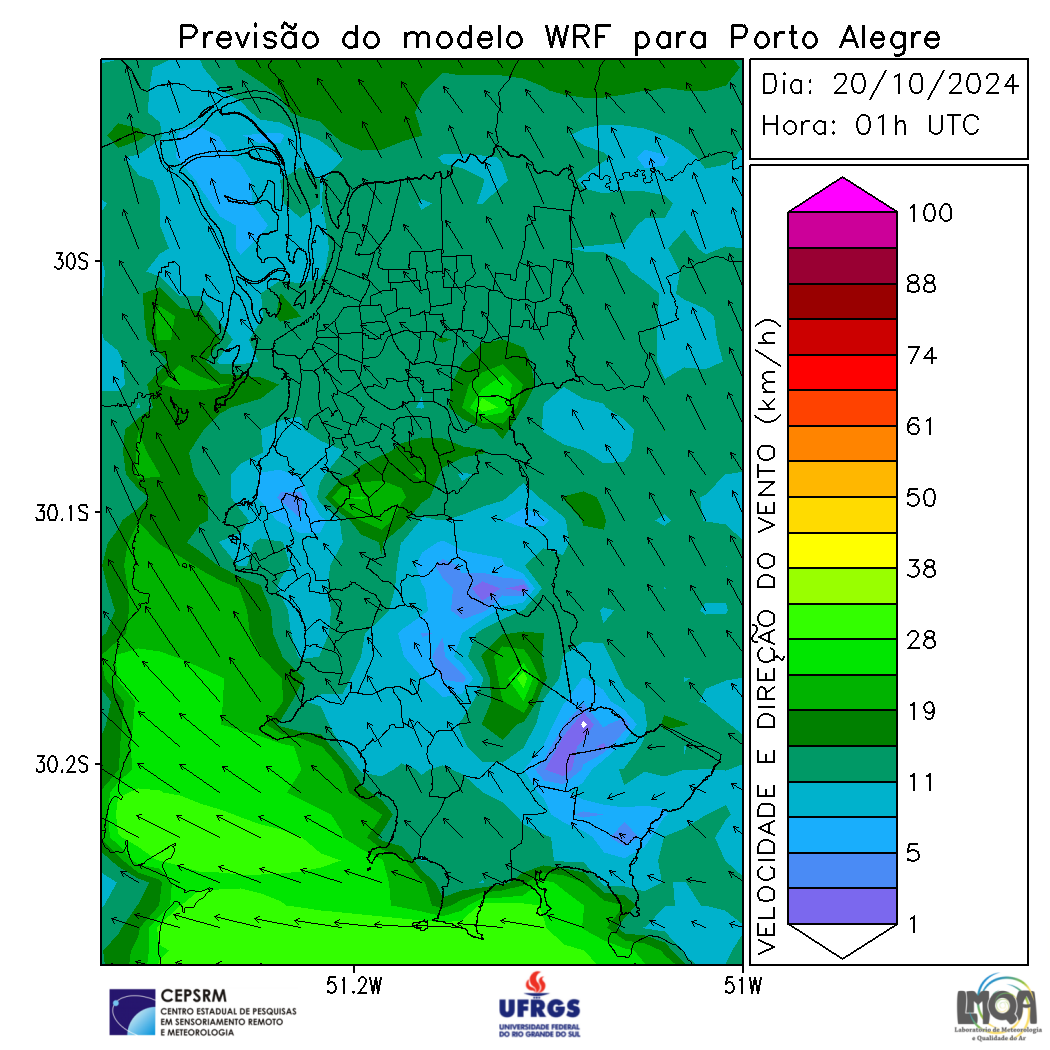 Previsão do modelo WRF para Porto Alegre
Dia: 20/10/2024
Hora: 01h UTC
30S
30.1S
30.2S
51.2W
51W
VELOCIDADE E DIREÇÃO DO VENTO (km/h)
100
88
74
61
50
38
28
19
11
5
1
CEPSRM
CENTRO ESTADUAL DE PESQUISAS
EM SENSORIAMENTO REMOTO
E METEOROLOGIA
UFRGS
UNIVERSIDADE FEDERAL
DO RIO GRANDE DO SUL
LMQA
Laboratório de Meteorologia
e Qualidade do Ar